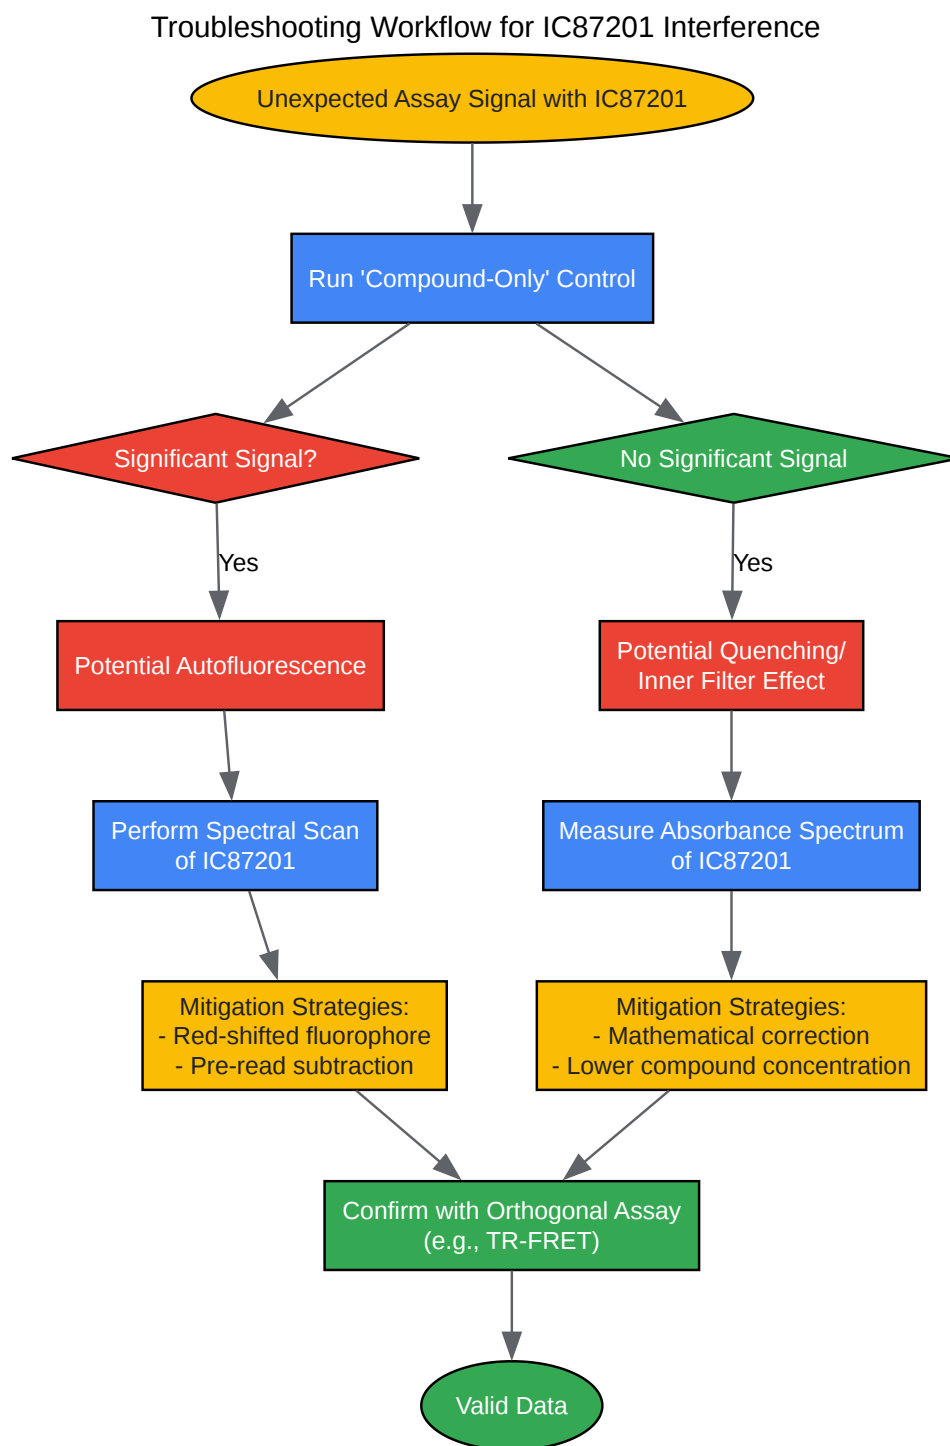 Troubleshooting Workflow for IC87201 Interference
Unexpected Assay Signal with IC87201
Run 'Compound-Only' Control
Significant Signal?
No Significant Signal
Yes
Yes
Potential Autofluorescence
Potential Quenching/
Inner Filter Effect
Perform Spectral Scan
of IC87201
Measure Absorbance Spectrum
of IC87201
Mitigation Strategies:
- Red-shifted fluorophore
- Pre-read subtraction
Mitigation Strategies:
- Mathematical correction
- Lower compound concentration
Confirm with Orthogonal Assay
(e.g., TR-FRET)
Valid Data